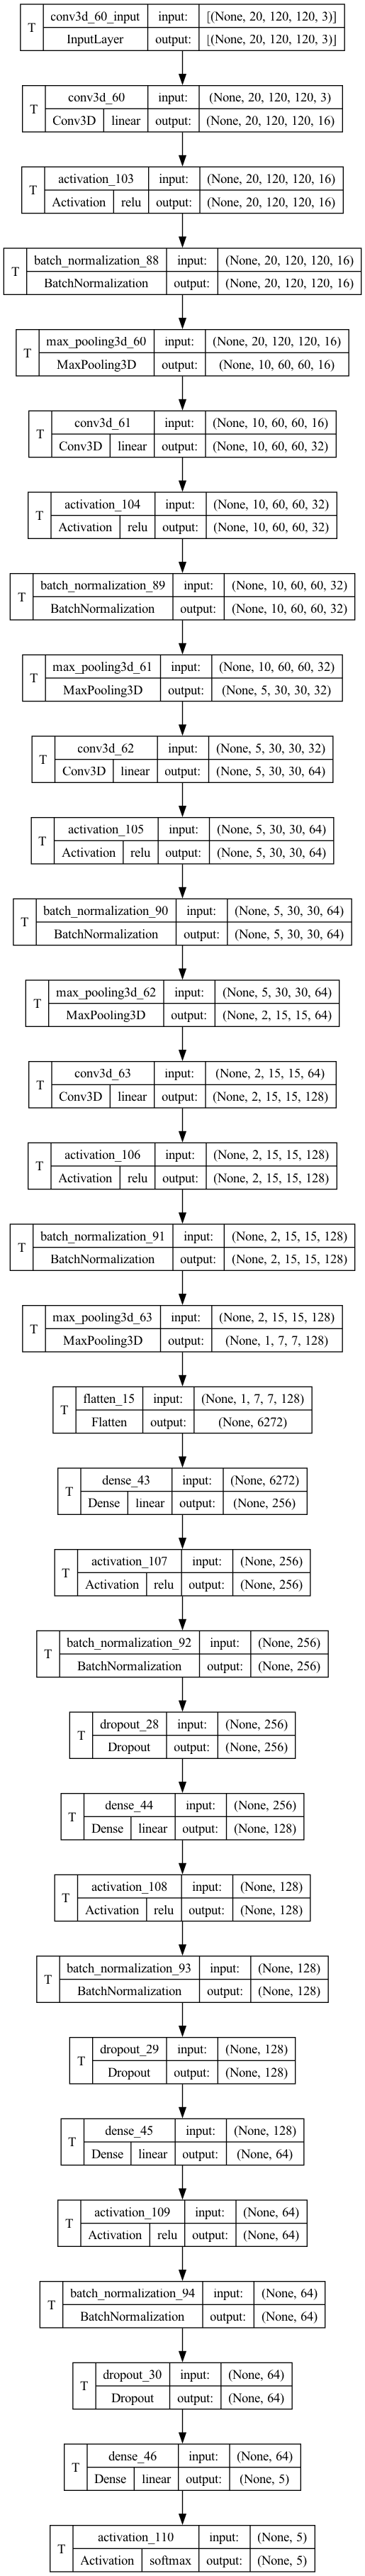 T conv3d_60_input input: [(None, 20, 120, 120, 3)]
InputLayer output: [(None, 20, 120, 120, 3)]
T conv3d_60 input: (None, 20, 120, 120, 3)
Conv3D linear output: (None, 20, 120, 120, 16)
T activation_103 input: (None, 20, 120, 120, 16)
Activation relu output: (None, 20, 120, 120, 16)
T batch_normalization_88 input: (None, 20, 120, 120, 16)
BatchNormalization output: (None, 20, 120, 120, 16)
T max_pooling3d_60 input: (None, 20, 120, 120, 16)
MaxPooling3D output: (None, 10, 60, 60, 16)
T conv3d_61 input: (None, 10, 60, 60, 16)
Conv3D linear output: (None, 10, 60, 60, 32)
T activation_104 input: (None, 10, 60, 60, 32)
Activation relu output: (None, 10, 60, 60, 32)
T batch_normalization_89 input: (None, 10, 60, 60, 32)
BatchNormalization output: (None, 10, 60, 60, 32)
T max_pooling3d_61 input: (None, 10, 60, 60, 32)
MaxPooling3D output: (None, 5, 30, 30, 32)
T conv3d_62 input: (None, 5, 30, 30, 32)
Conv3D linear output: (None, 5, 30, 30, 64)
T activation_105 input: (None, 5, 30, 30, 64)
Activation relu output: (None, 5, 30, 30, 64)
T batch_normalization_90 input: (None, 5, 30, 30, 64)
BatchNormalization output: (None, 5, 30, 30, 64)
T max_pooling3d_62 input: (None, 5, 30, 30, 64)
MaxPooling3D output: (None, 2, 15, 15, 64)
T conv3d_63 input: (None, 2, 15, 15, 64)
Conv3D linear output: (None, 2, 15, 15, 128)
T activation_106 input: (None, 2, 15, 15, 128)
Activation relu output: (None, 2, 15, 15, 128)
T batch_normalization_91 input: (None, 2, 15, 15, 128)
BatchNormalization output: (None, 2, 15, 15, 128)
T max_pooling3d_63 input: (None, 2, 15, 15, 128)
MaxPooling3D output: (None, 1, 7, 7, 128)
T flatten_15 input: (None, 1, 7, 7, 128)
Flatten output: (None, 6272)
T dense_43 input: (None, 6272)
Dense linear output: (None, 256)
T activation_107 input: (None, 256)
Activation relu output: (None, 256)
T batch_normalization_92 input: (None, 256)
BatchNormalization output: (None, 256)
T dropout_28 input: (None, 256)
Dropout output: (None, 256)
T dense_44 input: (None, 256)
Dense linear output: (None, 128)
T activation_108 input: (None, 128)
Activation relu output: (None, 128)
T batch_normalization_93 input: (None, 128)
BatchNormalization output: (None, 128)
T dropout_29 input: (None, 128)
Dropout output: (None, 128)
T dense_45 input: (None, 128)
Dense linear output: (None, 64)
T activation_109 input: (None, 64)
Activation relu output: (None, 64)
T batch_normalization_94 input: (None, 64)
BatchNormalization output: (None, 64)
T dropout_30 input: (None, 64)
Dropout output: (None, 64)
T dense_46 input: (None, 64)
Dense linear output: (None, 5)
T activation_110 input: (None, 5)
Activation softmax output: (None, 5)